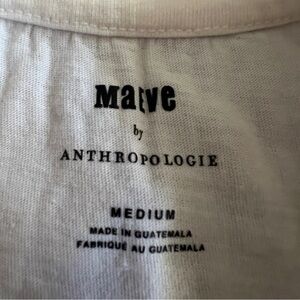 Maeve
by
ANTHROPOLOGIE
MEDIUM
MADE IN GUATEMALA
FABRIQUÉ AU GUATEMALA